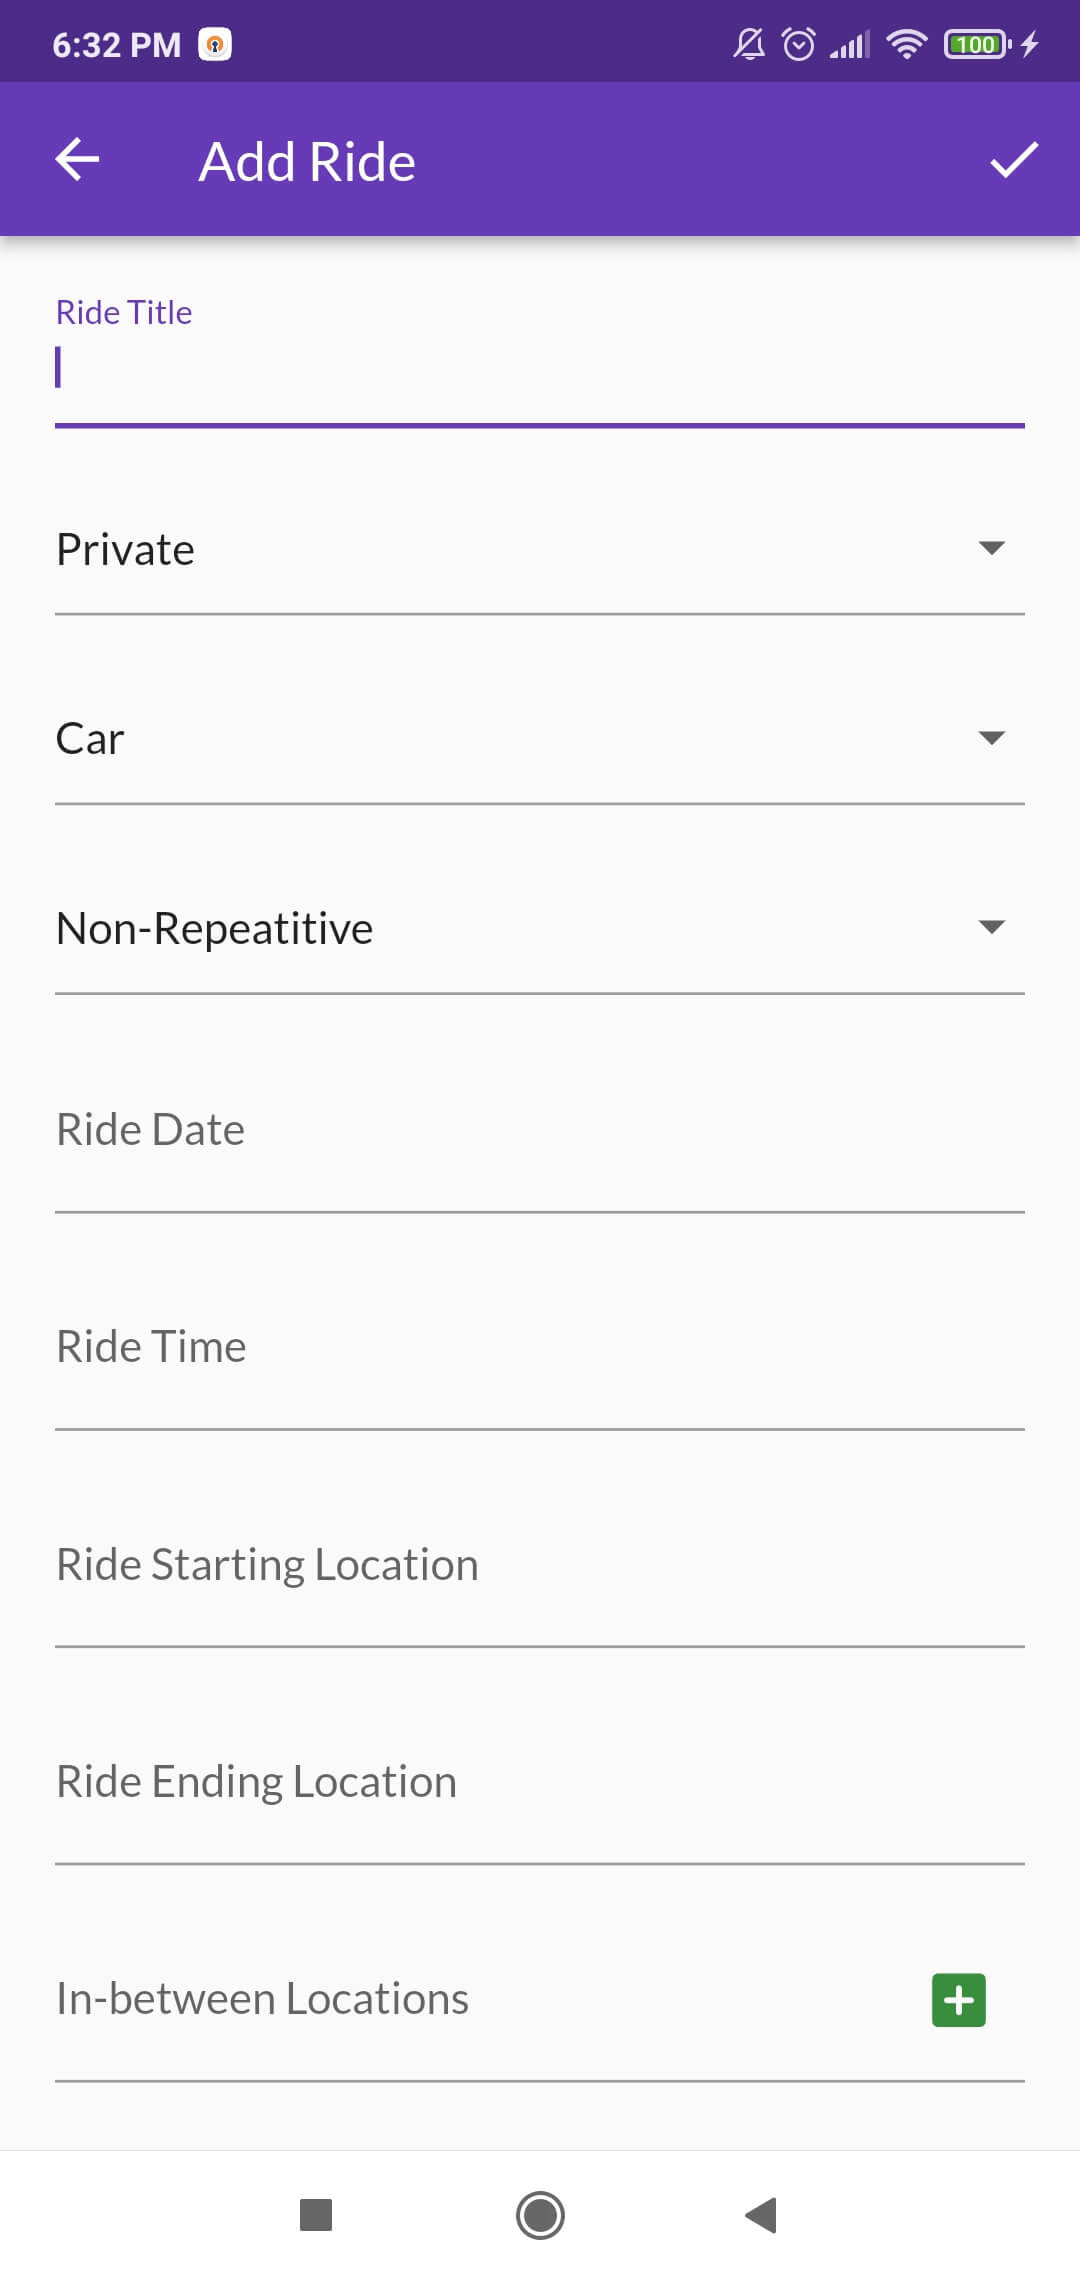 6:32 PM
100
Add Ride
Ride Title
Private
Car
Non-Repeatitive
Ride Date
Ride Time
Ride Starting Location
Ride Ending Location
In-between Locations